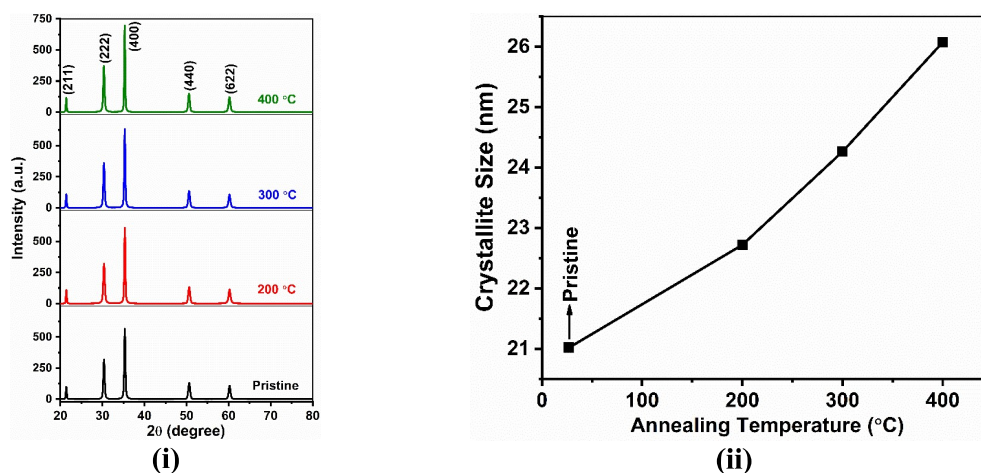 750
500
250
0
(211)
(222)
(400)
(440)
(622)
400 °C
500
250
0
300 °C
500
250
0
200 °C
500
250
0
Pristine
Intensity (a.u.)
20 30 40 50 60 70 80
2θ (degree)
(i)
26
25
24
23
22
21
Crystallite Size (nm)
Pristine
0 100 200 300 400
Annealing Temperature (°C)
(ii)